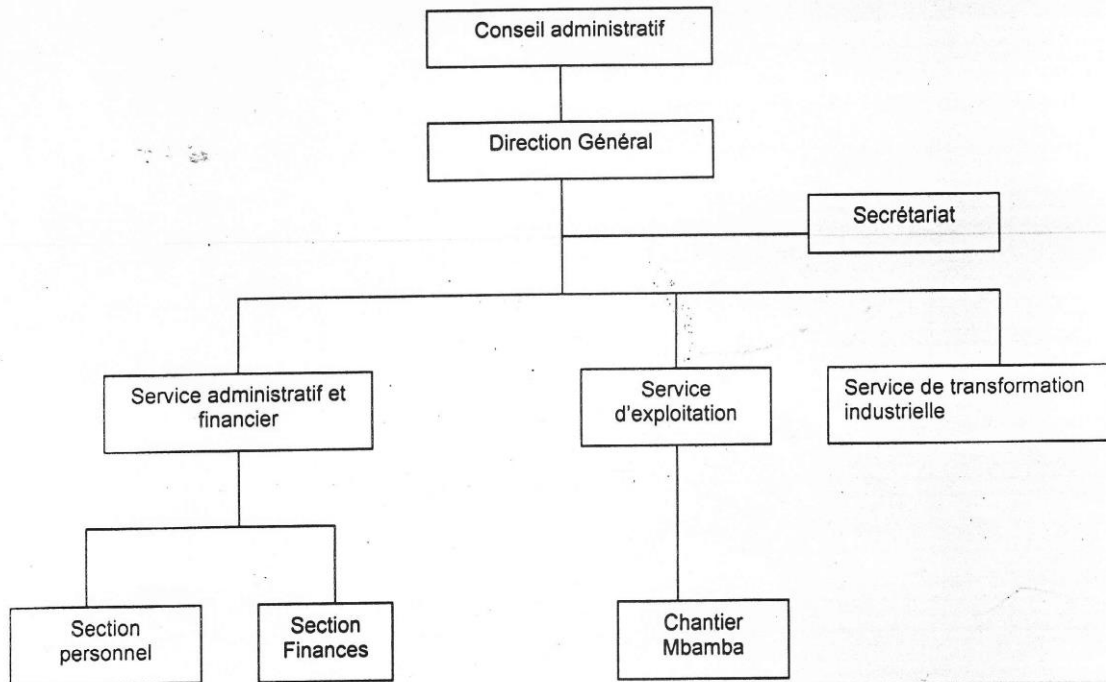 Conseil administratif
Direction Général
Secrétariat
Service administratif et
financier
Service
d'exploitation
Service de transformation
industrielle
Section
personnel
Section
Finances
Chantier
Mbamba